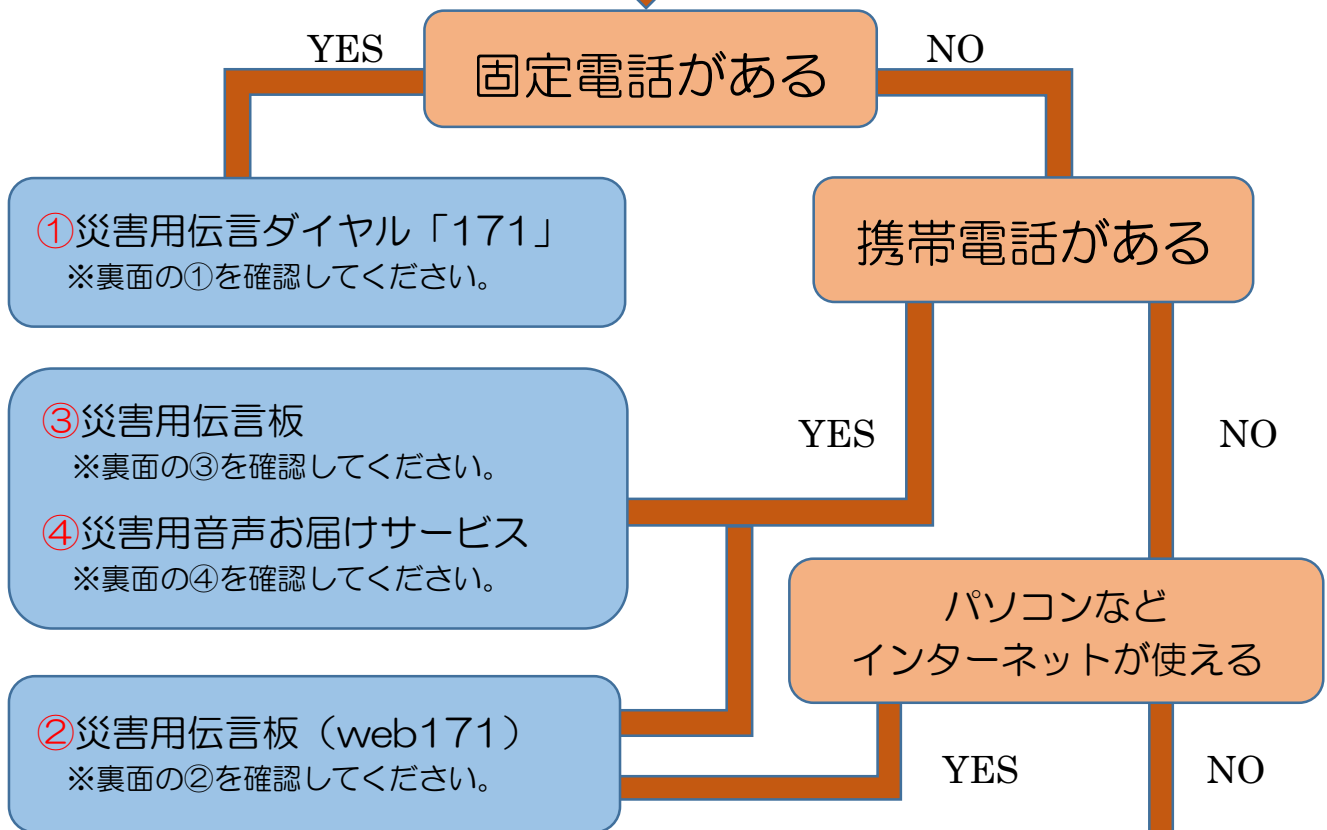 YES
固定電話がある
NO
①災害用伝言ダイヤル「171」
※裏面の①を確認してください。
携帯電話がある
③災害用伝言板
※裏面の③を確認してください。
④災害用音声お届けサービス
※裏面の④を確認してください。
YES
NO
パソコンなど
インターネットが使える
②災害用伝言板（web171）
※裏面の②を確認してください。
YES
NO